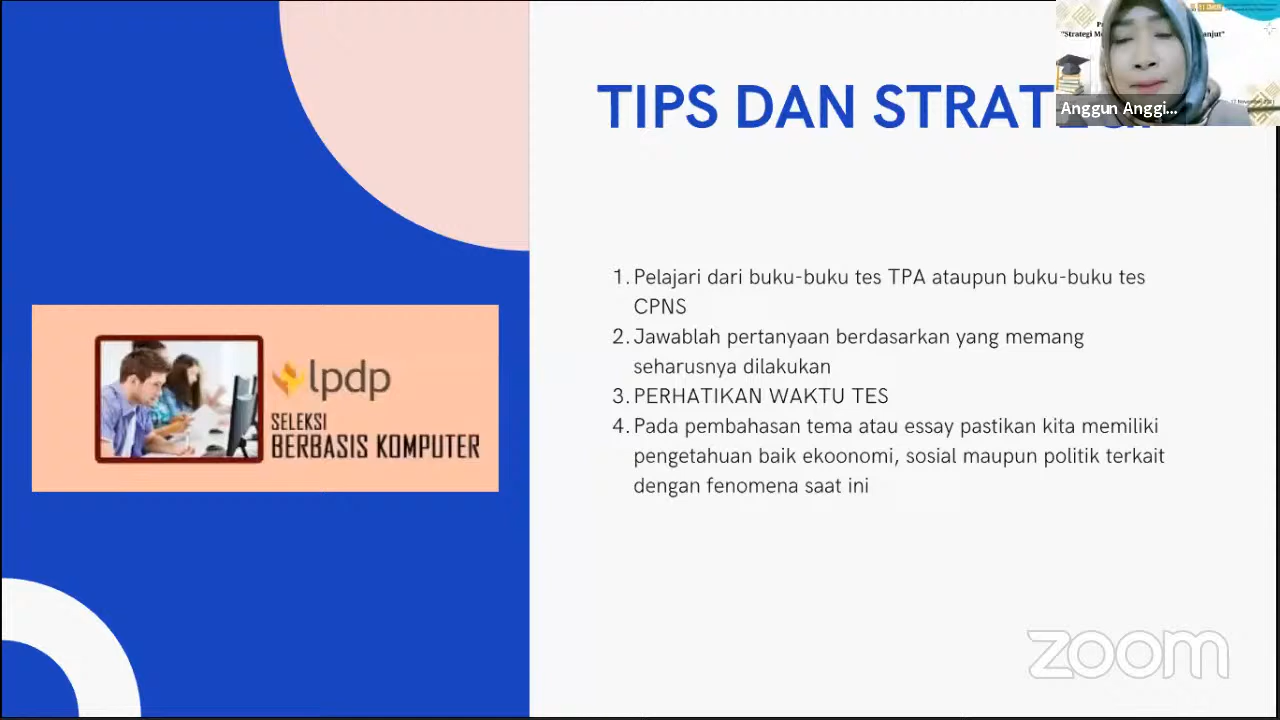 TIPS DAN
Anggun Anggi...
1. Pelajari dari buku-buku tes TPA ataupun buku-buku tes
CPNS
2. Jawablah pertanyaan berdasarkan yang memang
seharusnya dilakukan
3. PERHATIKAN WAKTU TES
4. Pada pembahasan tema atau essay pastikan kita memiliki
pengetahuan baik ekoonomi, sosial maupun politik terkait
dengan fenomena saat ini
lpdp
SELEKSI
BERBASIS KOMPUTER
zoom